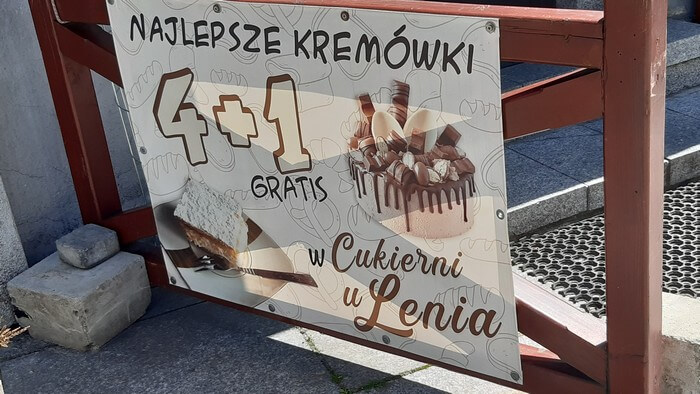 NAJLEPSZE KREMÓWKI
4+1
GRATIS
w Cukierni
u Lenia